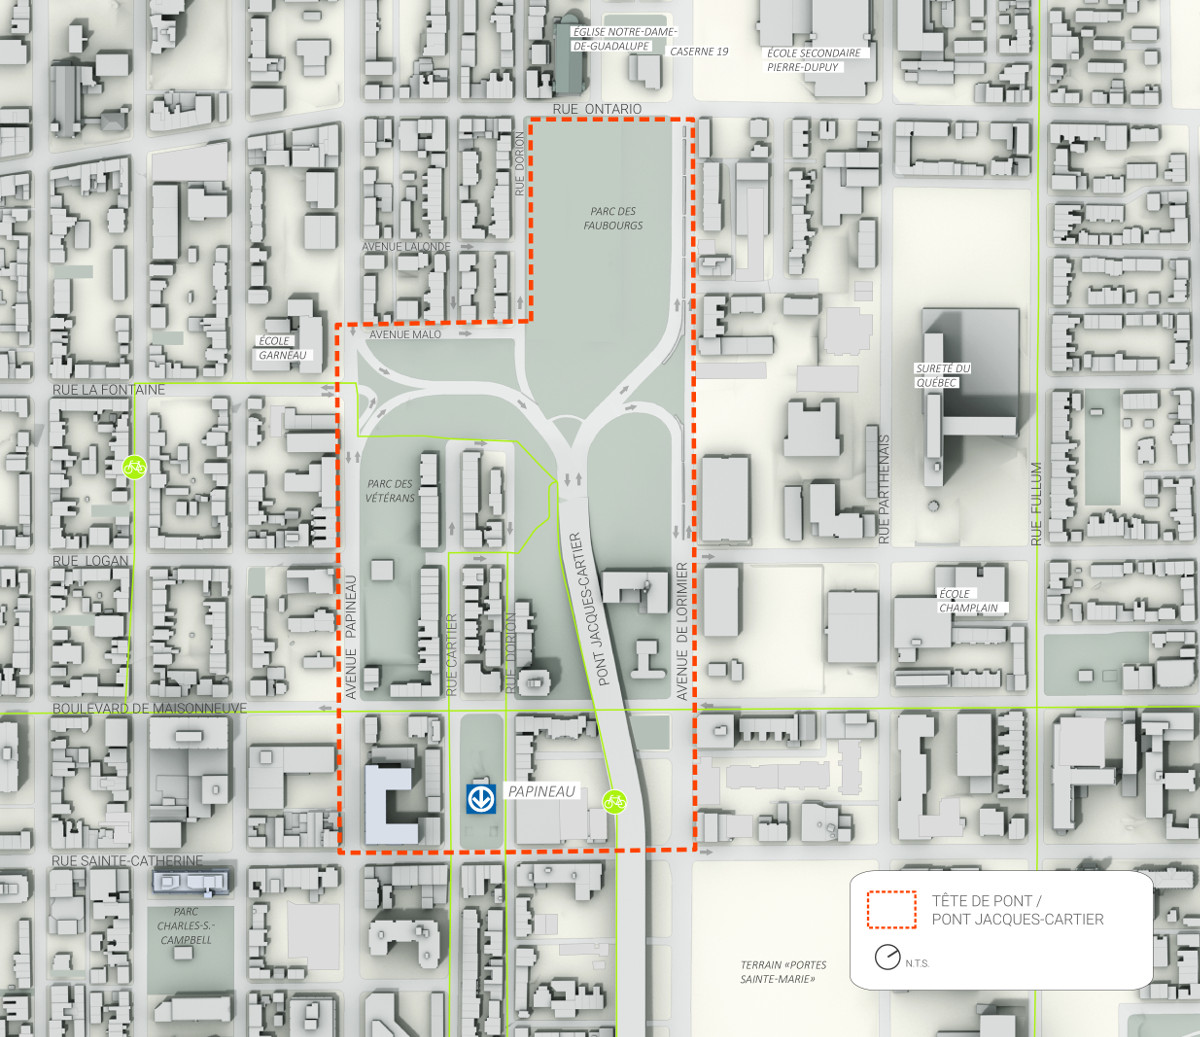 ÉGLISE NOTRE-DAME-
DE-GUADALUPE
CASERNE 19
ÉCOLE SECONDAIRE
PIERRE-DUPUY
RUE ONTARIO
RUE DORION
PARC DES
FAUBOURGS
AVENUE LALONDE
AVENUE MALO
ÉCOLE
GARNEAU
RUE LA FONTAINE
SURETÉ DU
QUÉBEC
PARC DES
VÉTÉRANS
RUE PARTHENAIS
RUE FULLUM
RUE LOGAN
AVENUE PAPINEAU
RUE CARTIER
RUE DORION
PONT JACQUES-CARTIER
AVENUE DE LORIMIER
ÉCOLE
CHAMPLAIN
BOULEVARD DE MAISONNEUVE
PAPINEAU
RUE SAINTE-CATHERINE
PARC
CHARLES-S.-
CAMPBELL
TERRAIN «PORTES
SAINTE-MARIE»
TÊTE DE PONT /
PONT JACQUES-CARTIER
N.T.S.